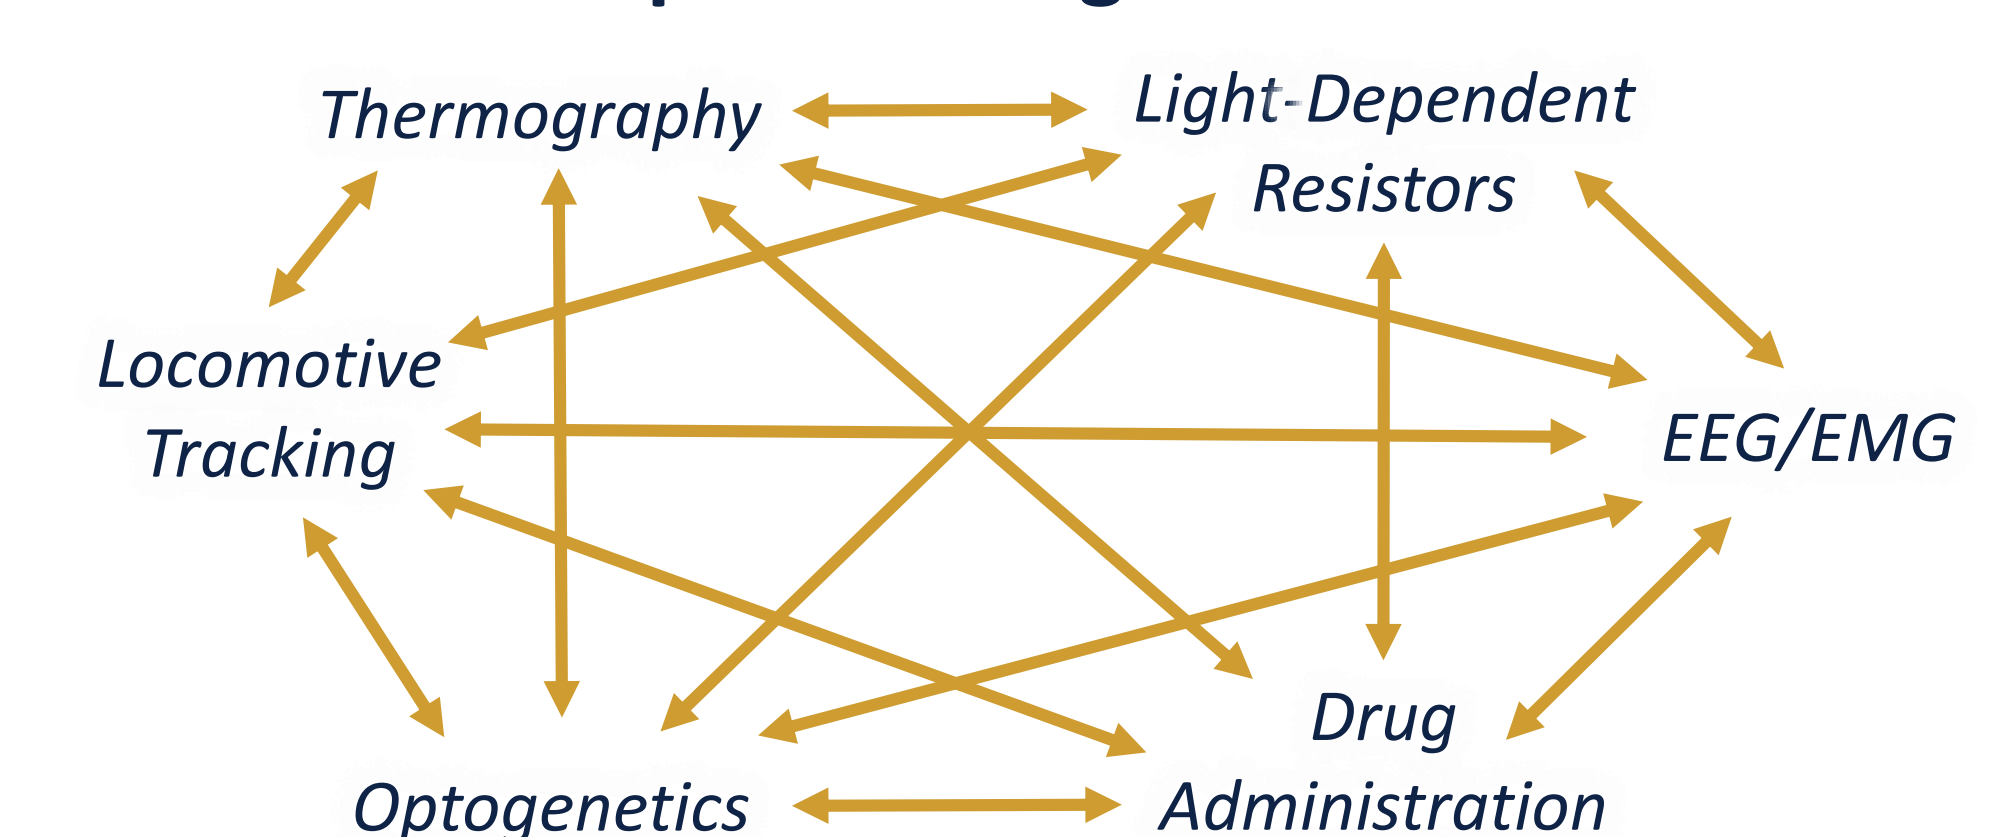 Thermography
Light-Dependent
Resistors
Locomotive
Tracking
EEG/EMG
Drug
Administration
Optogenetics